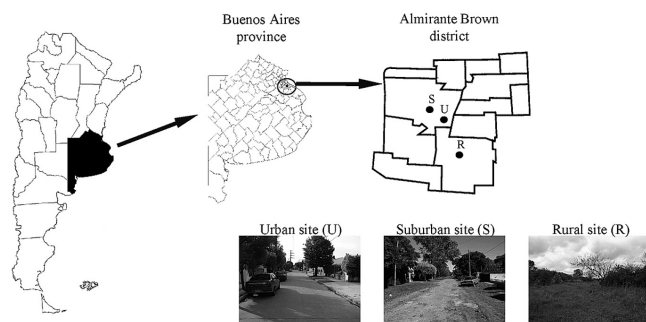 Buenos Aires
province
Almirante Brown
district
S
U
R
Urban site (U)
Suburban site (S)
Rural site (R)